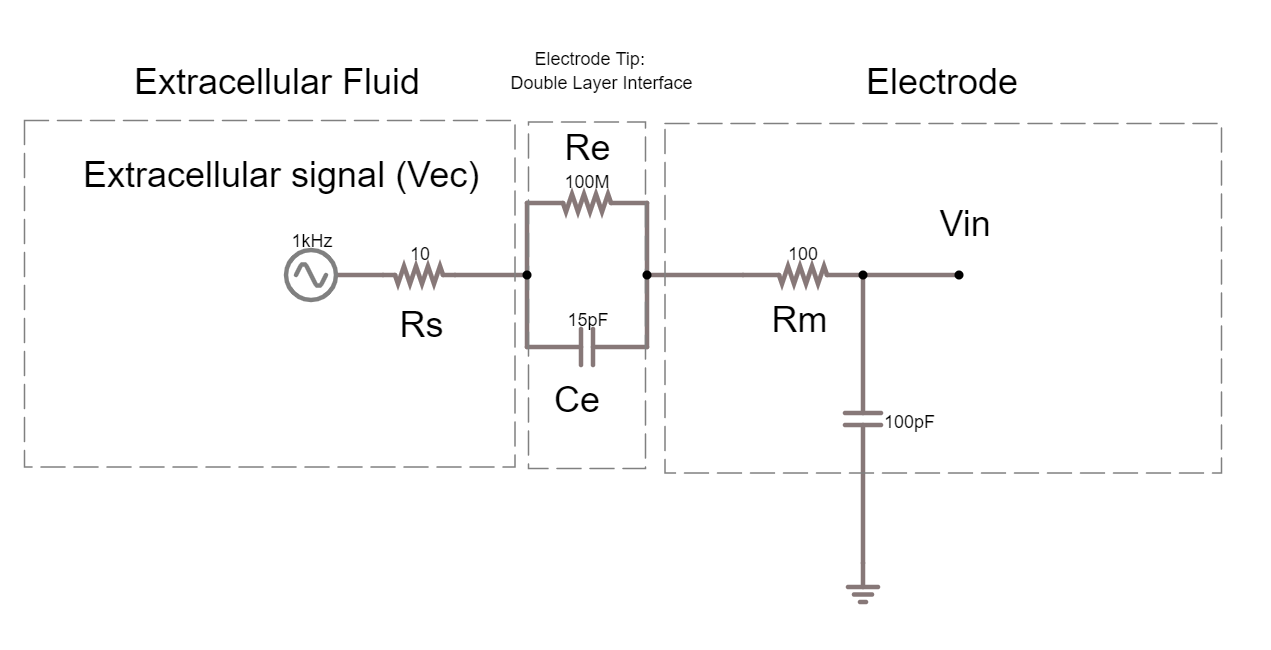 Electrode Tip:
Double Layer Interface
Extracellular Fluid
Electrode
Extracellular signal (Vec)
1kHz
10
Rs
Re
100M
15pF
Ce
100
Rm
Vin
100pF